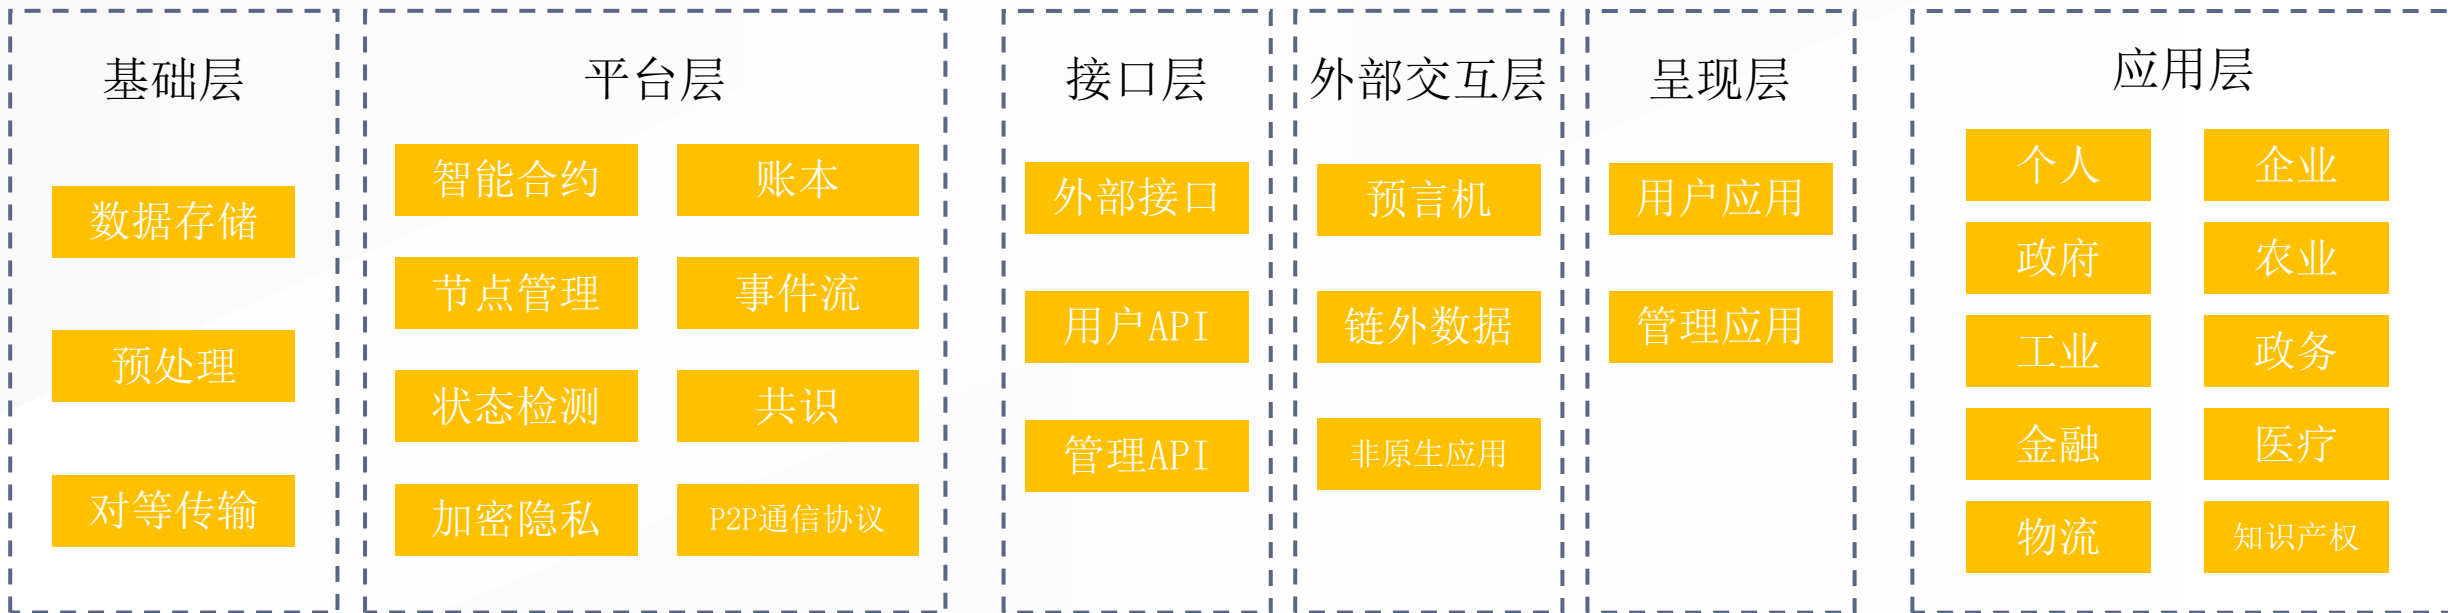 基础层
数据存储
预处理
对等传输
平台层
智能合约
账本
节点管理
事件流
状态检测
共识
加密隐私
P2P通信协议
接口层
外部接口
用户API
管理API
外部交互层
预言机
链外数据
非原生应用
呈现层
用户应用
管理应用
应用层
个人
企业
政府
农业
工业
政务
金融
医疗
物流
知识产权